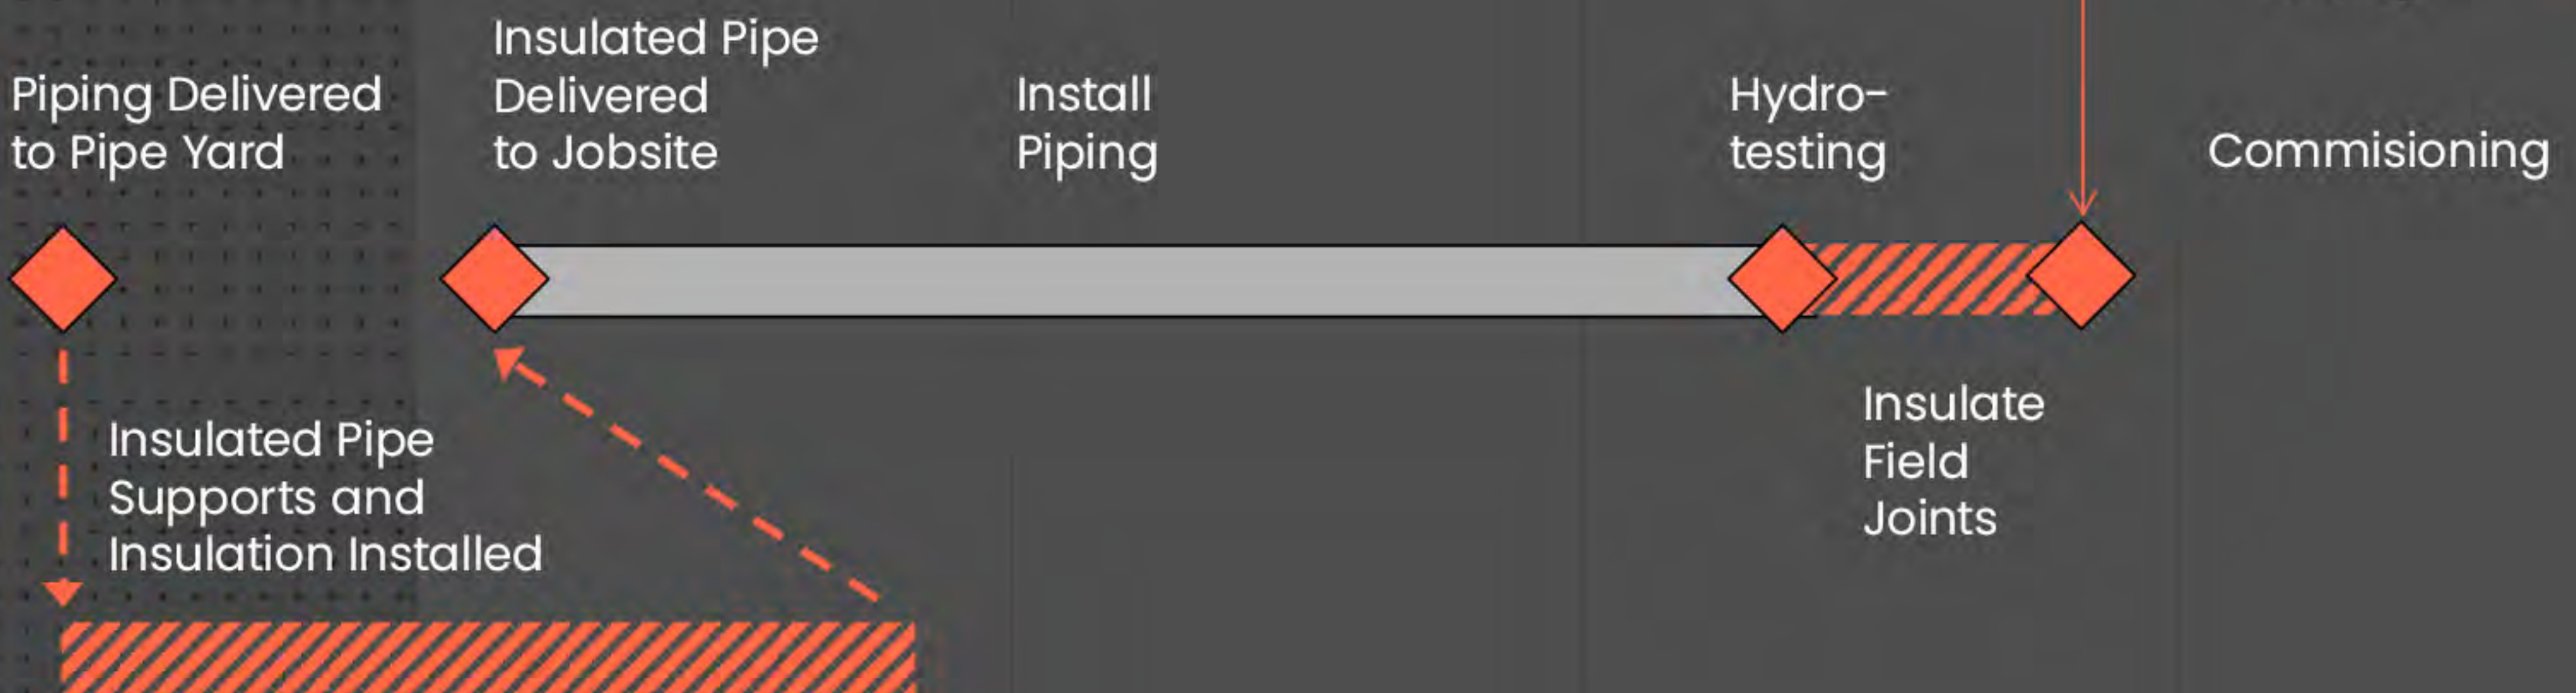 Piping Delivered
to Pipe Yard
Insulated Pipe
Delivered
to Jobsite
Install
Piping
Hydro-
testing
Commisioning
Insulated Pipe
Supports and
Insulation Installed
Insulate
Field
Joints